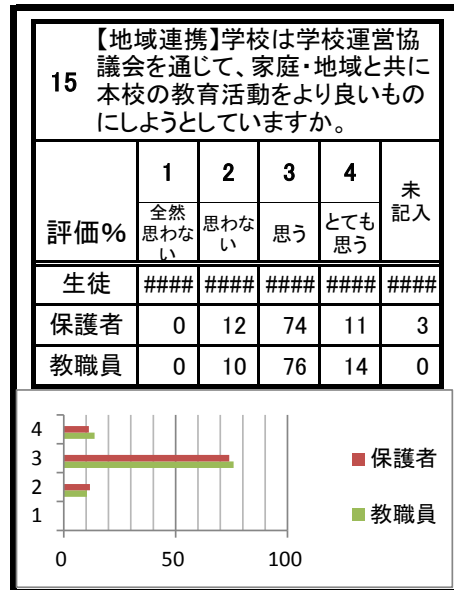 15 【地域連携】学校は学校運営協
議会を通じて、家庭・地域と共に
本校の教育活動をより良いもの
にしようとしていますか。
評価% 1 2 3 4 未記入
全然思わない 思わない 思う とても思う
生徒 #### #### #### #### ####
保護者 0 12 74 11 3
教職員 0 10 76 14 0
4
3
2
1
0 50 100
保護者
教職員